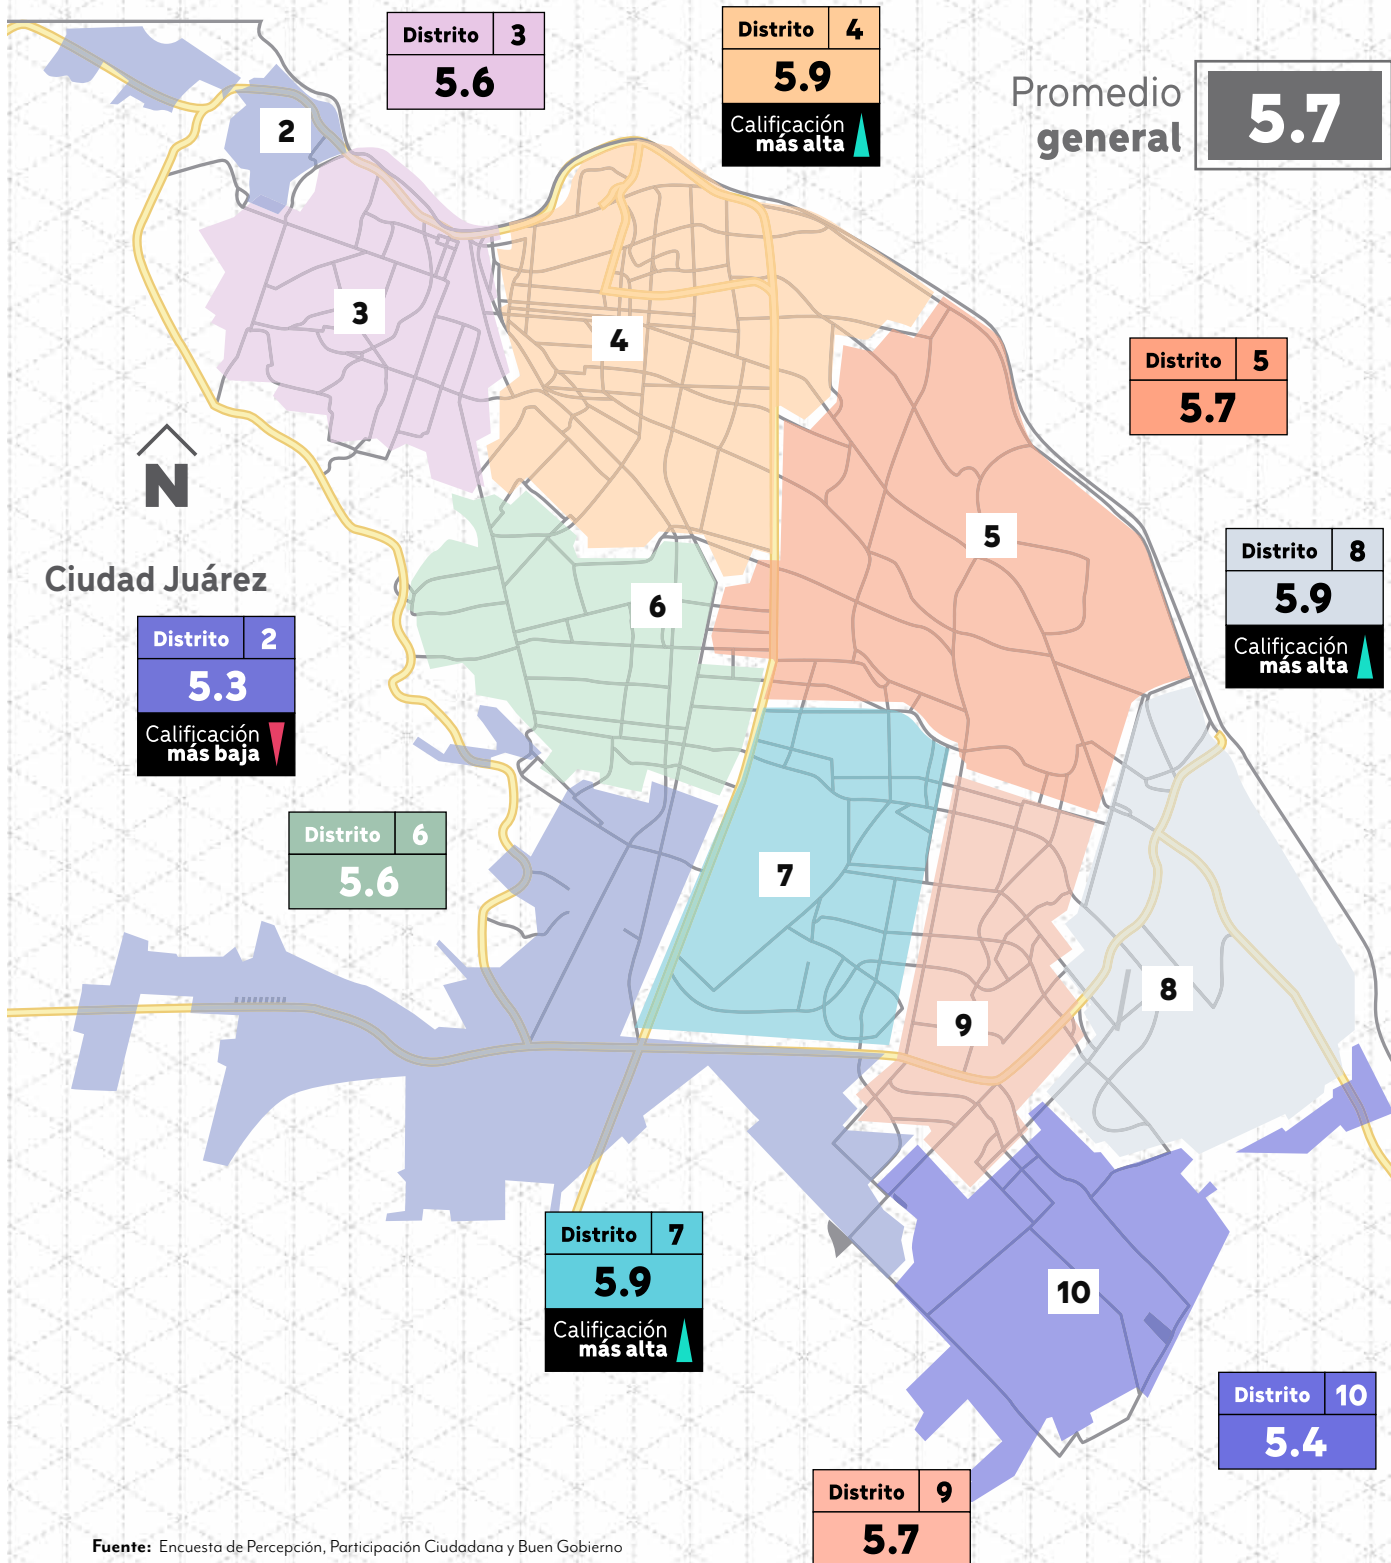 Distrito 3
5.6
Distrito 4
5.9
Calificación
más alta
Promedio
general
5.7
2
3
4
Distrito 5
5.7
N
5
Distrito 8
5.9
Calificación
más alta
Ciudad Juárez
6
Distrito 2
5.3
Calificación
más baja
Distrito 6
5.6
7
8
9
Distrito 7
5.9
Calificación
más alta
10
Distrito 10
5.4
Distrito 9
5.7
Fuente: Encuesta de Percepción, Participación Ciudadana y Buen Gobierno